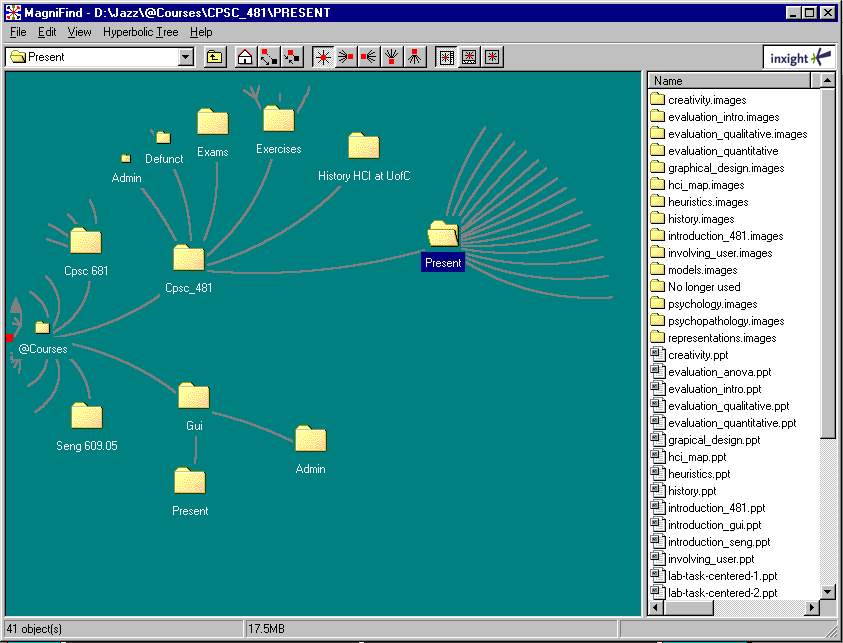 MagniFind - D:\Jazz\@Courses\CPSC_481\PRESENT
File Edit View Hyperbolic Tree Help
Present
inxight
Exams
Exercises
Defunct
Admin
History HCI at UofC
Cpsc 681
Cpsc_481
Present
@Courses
Gui
Seng 609.05
Admin
Present
Name
creativity.images
evaluation_intro.images
evaluation_qualitative.images
evaluation_quantitative
graphical_design.images
hci_map.images
heuristics.images
history.images
introduction_481.images
involving_user.images
models.images
No longer used
psychology.images
psychopathology.images
representations.images
creativity.ppt
evaluation_anova.ppt
evaluation_intro.ppt
evaluation_qualitative.ppt
evaluation_quantitative.ppt
grapical_design.ppt
hci_map.ppt
heuristics.ppt
history.ppt
introduction_481.ppt
introduction_gui.ppt
introduction_seng.ppt
involving_user.ppt
lab-task-centered-1.ppt
lab-task-centered-2.ppt
41 object(s)
17.5MB